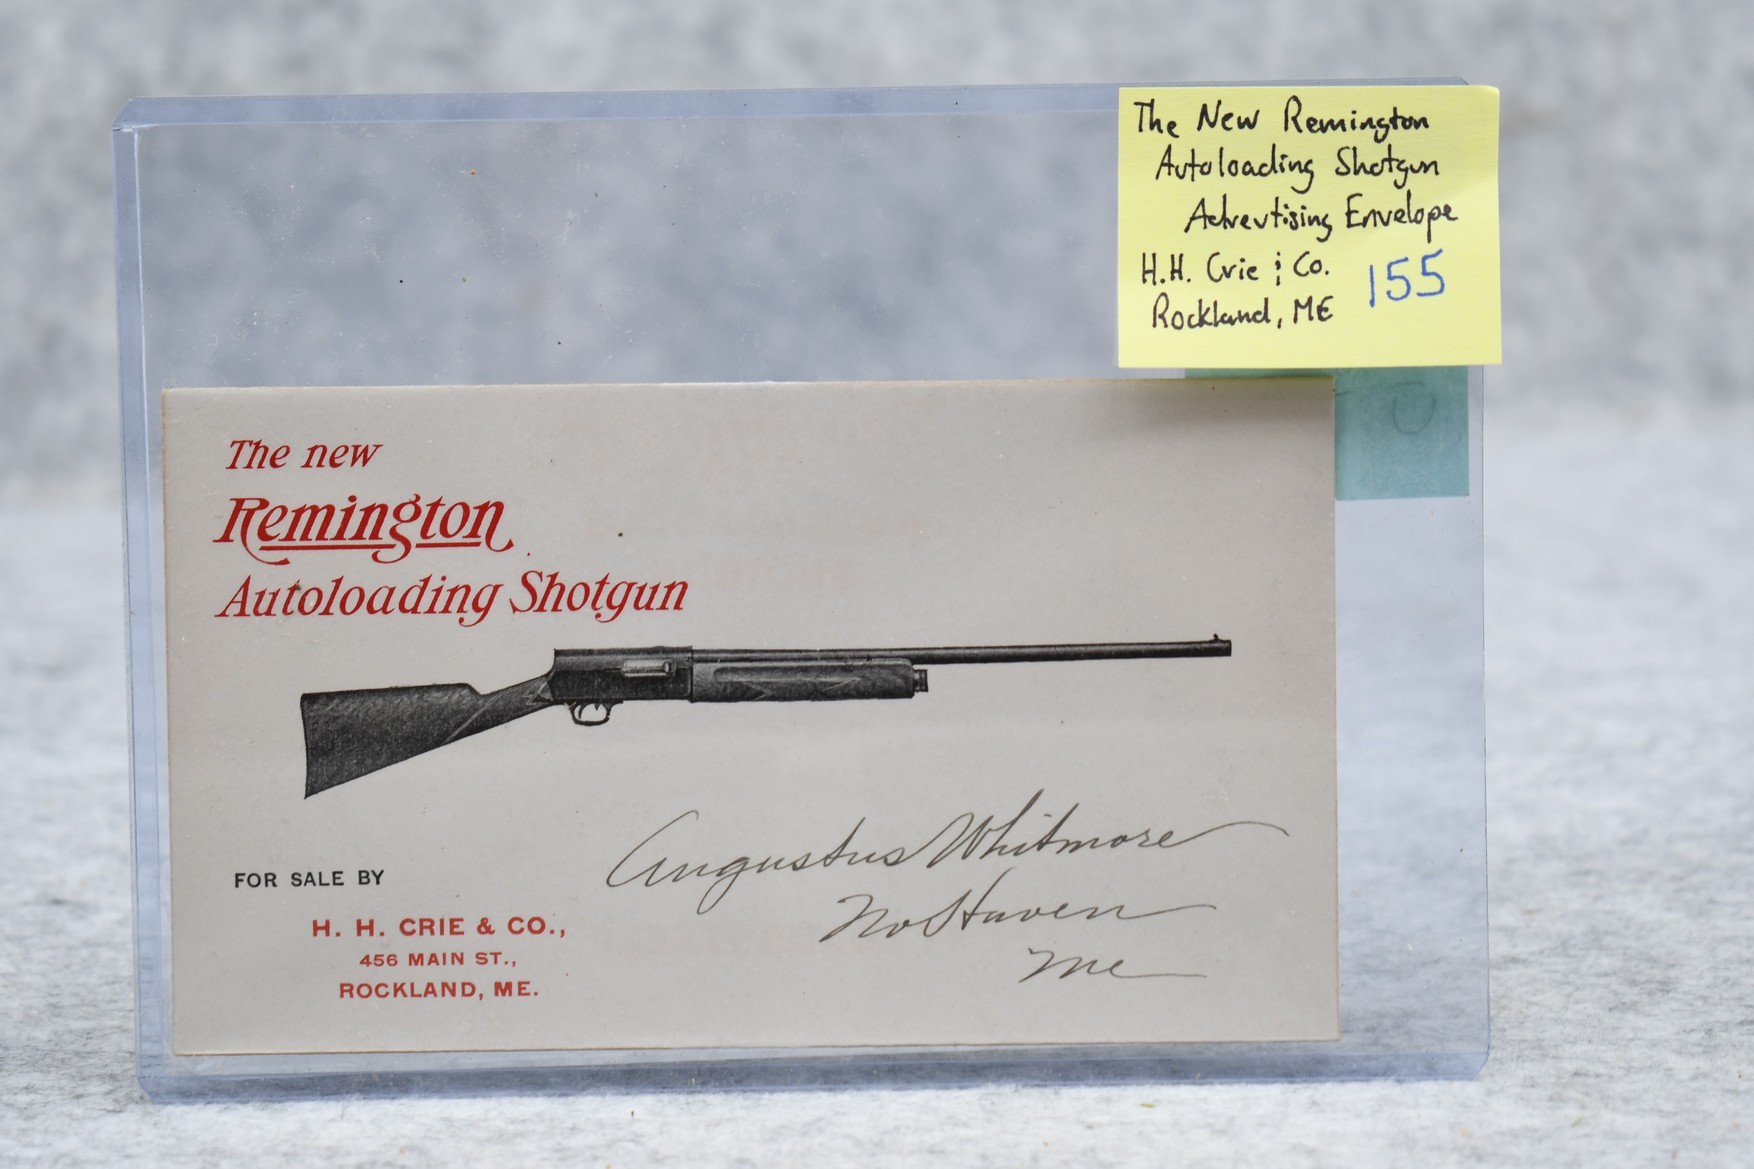 The New Remington
Autoloading Shotgun
Advertising Envelope
H.H. Crie & Co.
Rockland, ME
155
The new
Remington
Autoloading Shotgun
FOR SALE BY
H. H. CRIE & CO.,
456 MAIN ST.,
ROCKLAND, ME.
Augustus Whitmore
No Haven
Me